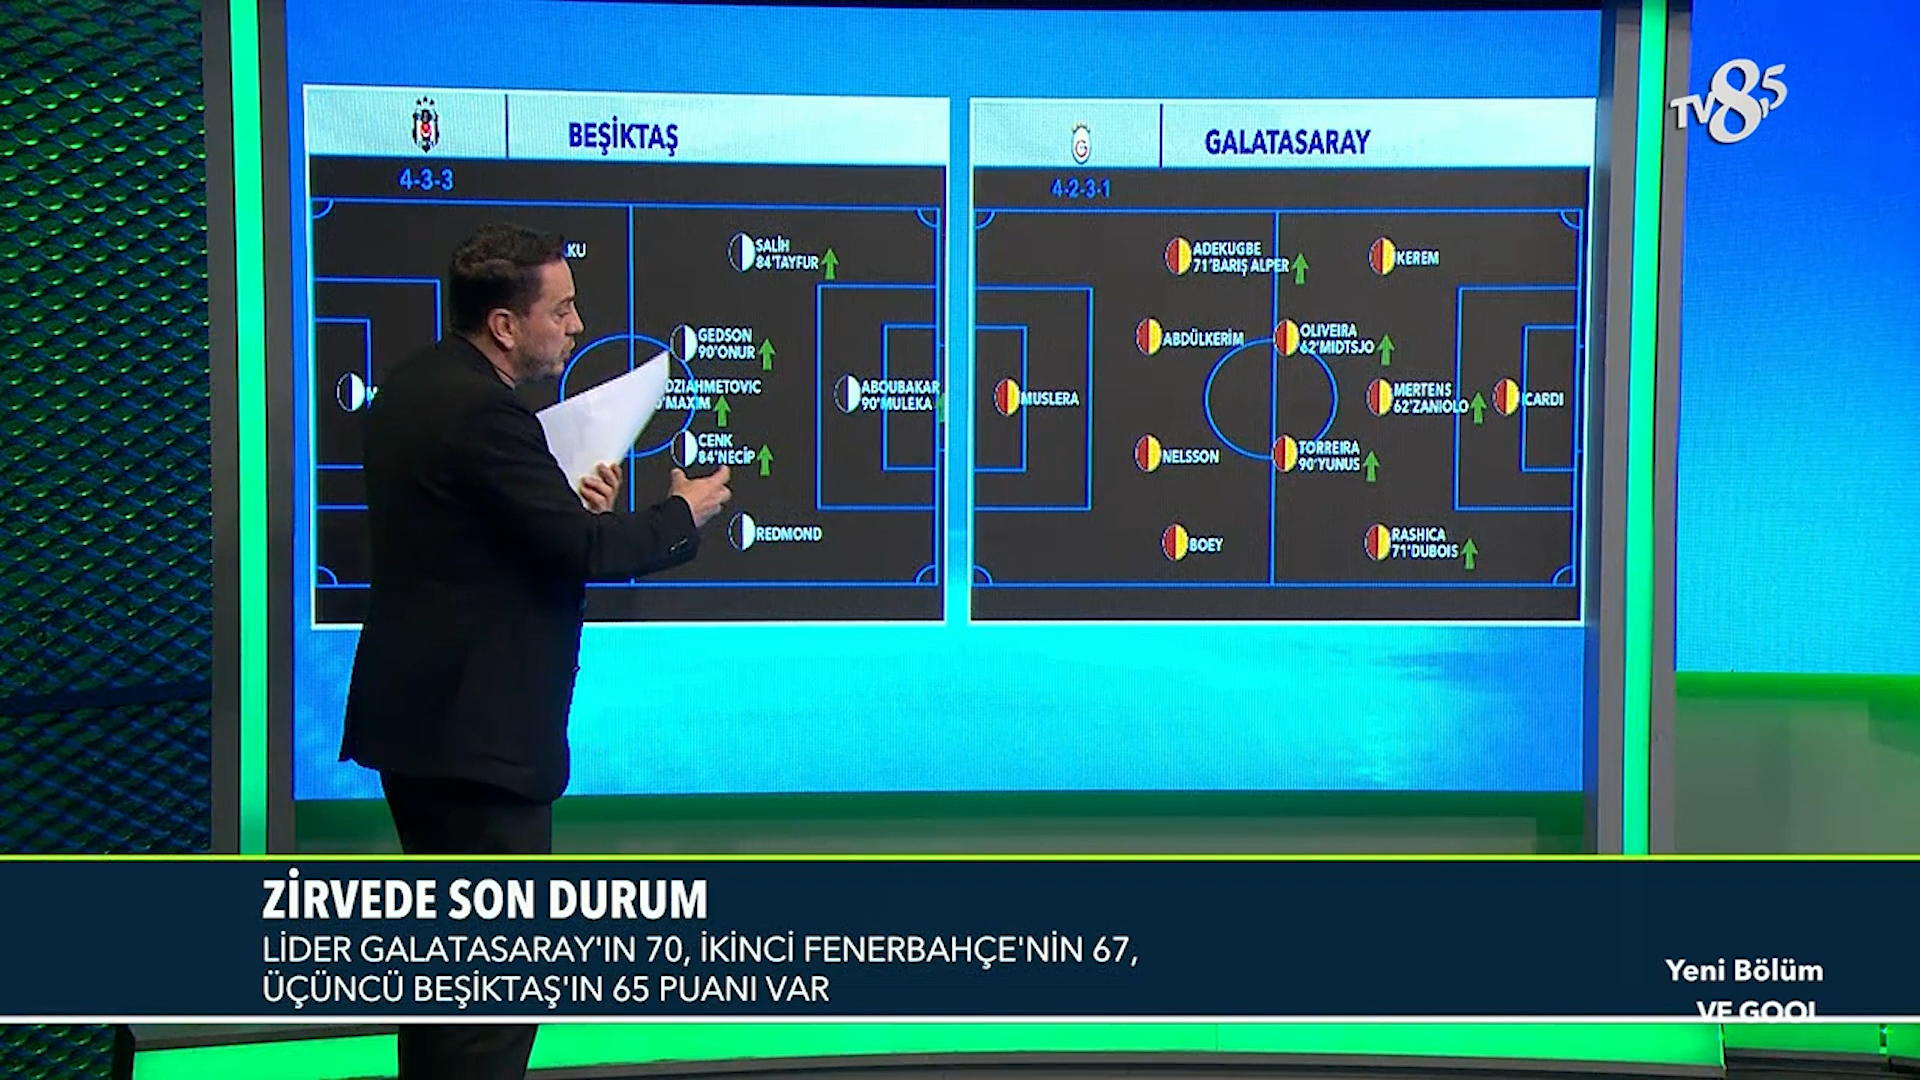 TV8,5
BEŞİKTAŞ
4-3-3
SALİH
84'TAYFUR
GEDSON
90'ONUR
MAXIM
CENK
84'NECİP
ABOUBAKAR
90'MULEKA
REDMOND
GALATASARAY
4-2-3-1
ADEKUGBE
71'BARIŞ ALPER
KEREM
ABDÜLKERİM
OLIVEIRA
62'MIDTSJO
MUSLERA
MERTENS
62'ZANIOLO
ICARDI
NELSSON
TORREIRA
90'YUNUS
BOEY
RASHICA
71'DUBOIS
ZİRVEDE SON DURUM
LİDER GALATASARAY'IN 70, İKİNCİ FENERBAHÇE'NİN 67,
ÜÇÜNCÜ BEŞİKTAŞ'IN 65 PUANI VAR
Yeni Bölüm
VE GOOL